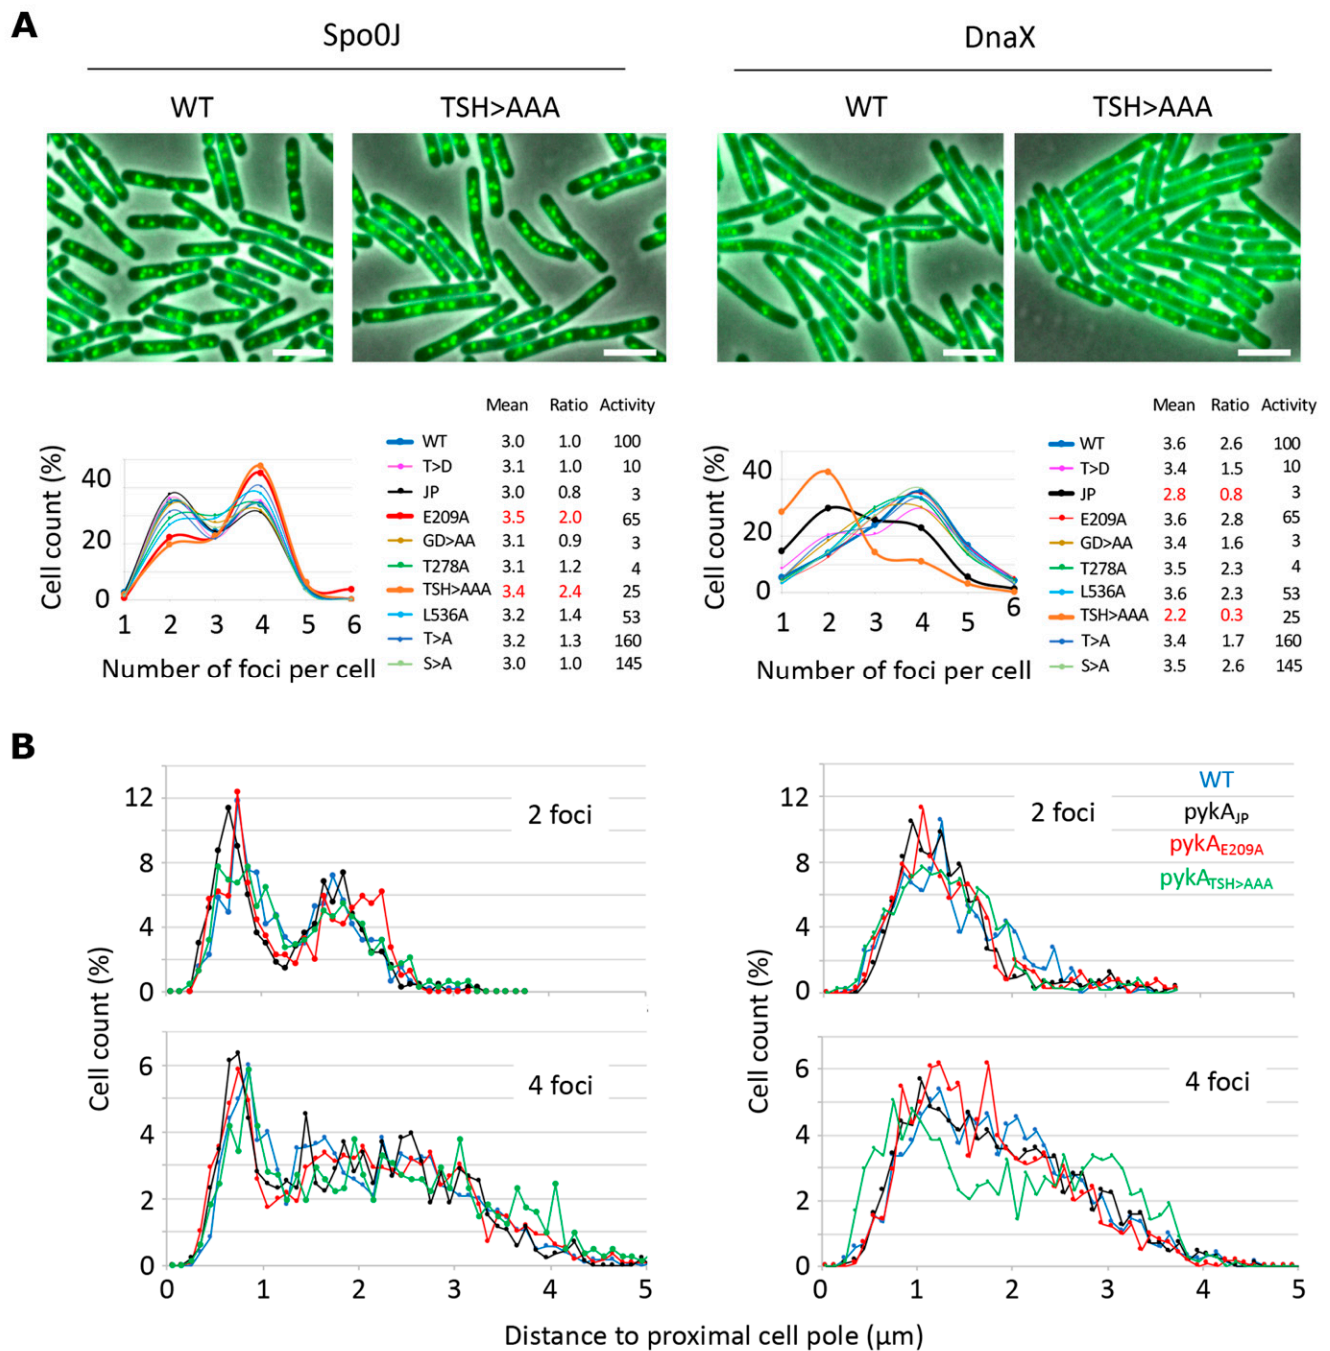 A
Spo0J
DnaX
WT
TSH>AAA
WT
TSH>AAA
Mean Ratio Activity
WT 3.0 1.0 100
T>D 3.1 1.0 10
JP 3.0 0.8 3
E209A 3.5 2.0 65
GD>AA 3.1 0.9 3
T278A 3.1 1.2 4
TSH>AAA 3.4 2.4 25
L536A 3.2 1.4 53
T>A 3.2 1.3 160
S>A 3.0 1.0 145
Cell count (%)
40
20
0
1 2 3 4 5 6
Number of foci per cell
Mean Ratio Activity
WT 3.6 2.6 100
T>D 3.4 1.5 10
JP 2.8 0.8 3
E209A 3.6 2.8 65
GD>AA 3.4 1.6 3
T278A 3.5 2.3 4
L536A 3.6 2.3 53
TSH>AAA 2.2 0.3 25
T>A 3.4 1.7 160
S>A 3.5 2.6 145
Cell count (%)
40
20
0
1 2 3 4 5 6
Number of foci per cell
B
2 foci
12
8
4
0
Cell count (%)
4 foci
6
4
2
0
0 1 2 3 4 5
2 foci
WT
pykAJP
pykAE209A
pykATSH>AAA
12
8
4
0
Cell count (%)
4 foci
6
4
2
0
0 1 2 3 4 5
Distance to proximal cell pole (µm)